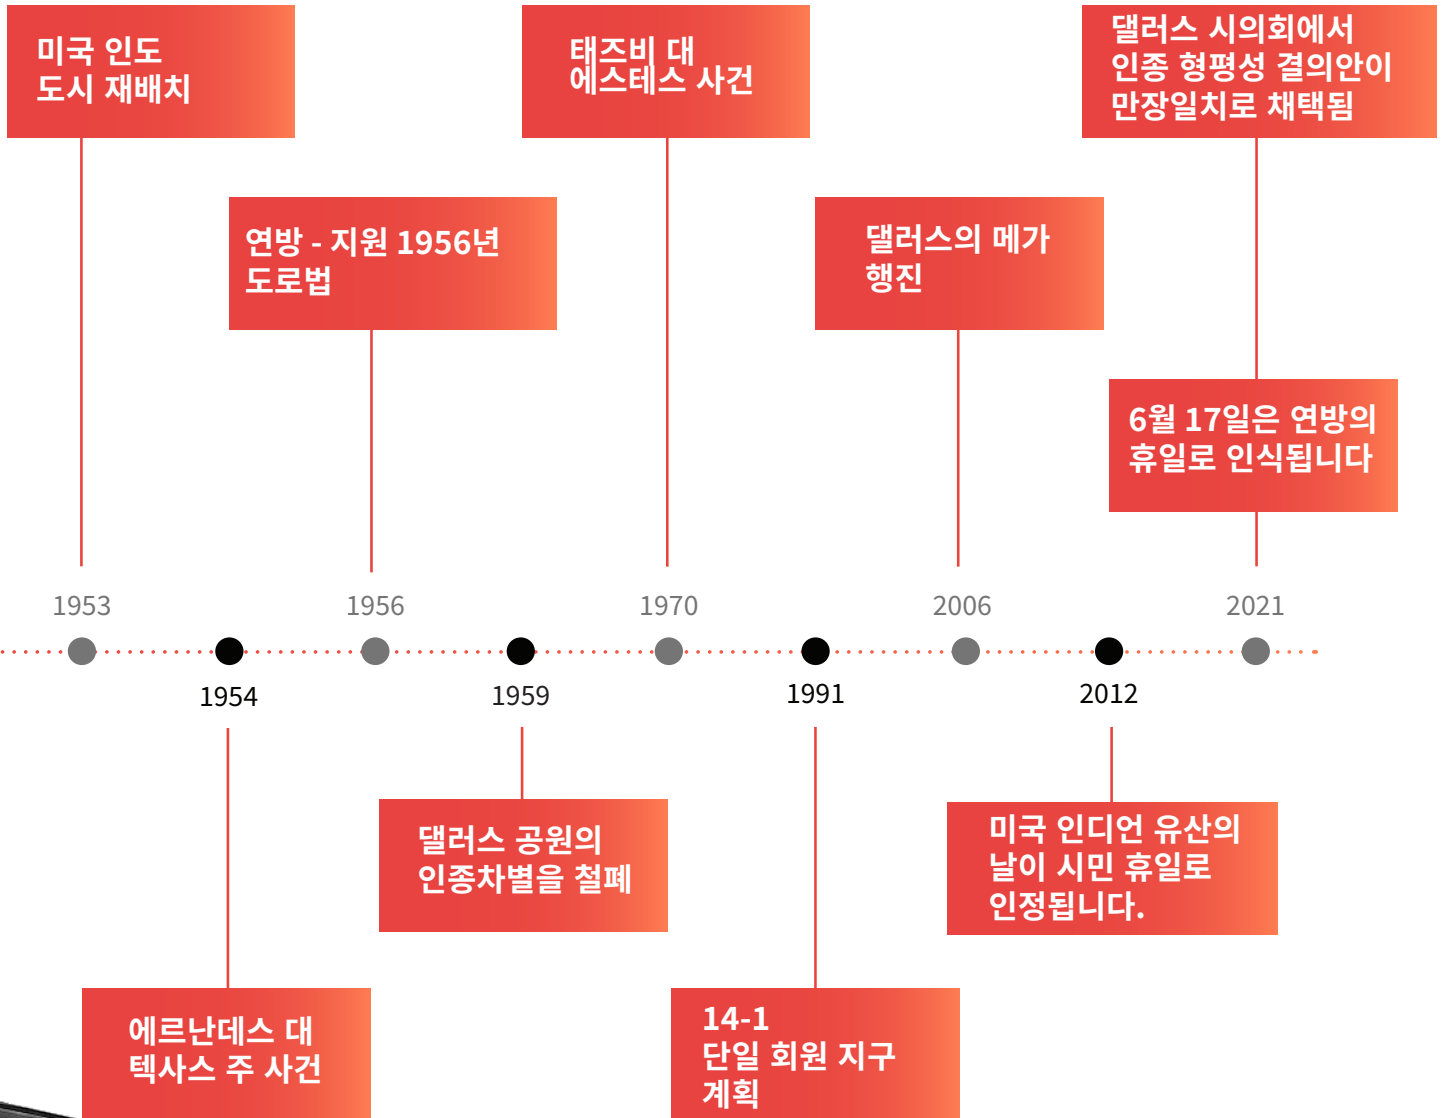 미국 인도
도시 재배치
태즈비 대
에스테스 사건
댈러스 시의회에서
인종 형평성 결의안이
만장일치로 채택됨
연방 - 지원 1956년
도로법
댈러스의 메가
행진
6월 17일은 연방의
휴일로 인식됩니다
1953
1956
1970
2006
2021
1954
1959
1991
2012
댈러스 공원의
인종차별을 철폐
미국 인디언 유산의
날이 시민 휴일로
인정됩니다.
에르난데스 대
텍사스 주 사건
14-1
단일 회원 지구
계획